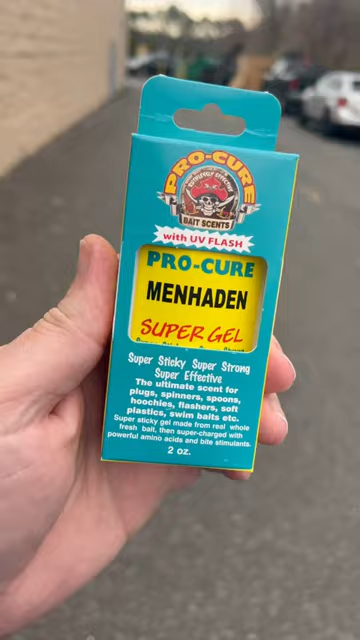 PRO-CURE
BAIT SCENTS
with UV FLASH
PRO-CURE
MENHADEN
SUPER GEL
Super Sticky Super Strong
Super Effective
The ultimate scent for
plugs, spinners, spoons,
hoochies, flashers, soft
plastics, swim baits etc.
Super sticky gel made from real whole
fresh bait, then super-charged with
powerful amino acids and bite stimulants.
2 oz.